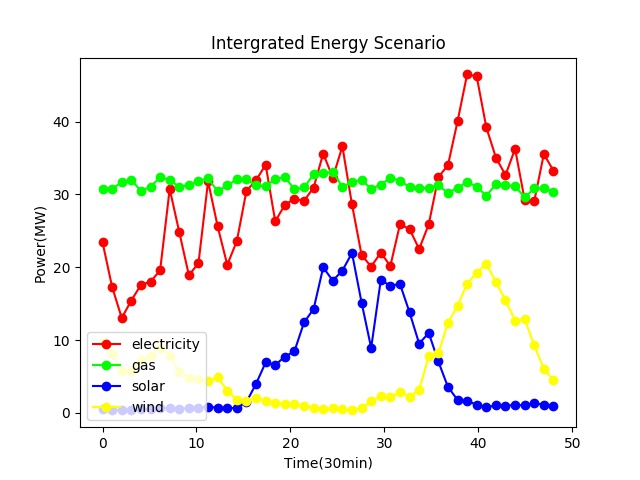 Intergrated Energy Scenario
Power(MW)
40
30
20
10
0
electricity
gas
solar
wind
0 10 20 30 40 50
Time(30min)